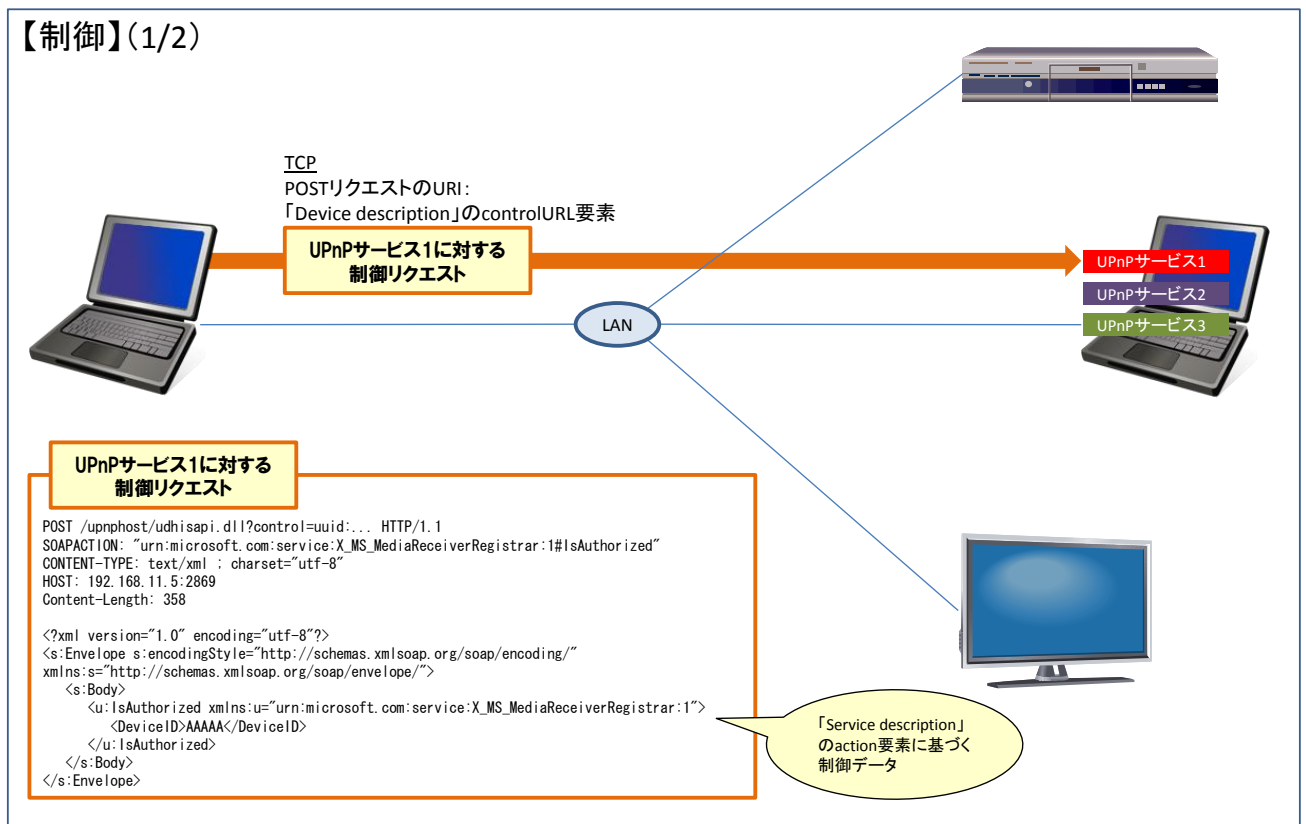 【制御】(1/2)
TCP
POSTリクエストのURI:
「Device description」のcontrolURL要素
UPnPサービス1に対する
制御リクエスト
UPnPサービス1
UPnPサービス2
UPnPサービス3
LAN
UPnPサービス1に対する
制御リクエスト
POST /upnphost/udhisapi.dll?control=uuid:... HTTP/1.1
SOAPACTION: "urn:microsoft.com:service:X_MS_MediaReceiverRegistrar:1#IsAuthorized"
CONTENT-TYPE: text/xml ; charset="utf-8"
HOST: 192.168.11.5:2869
Content-Length: 358
<?xml version="1.0" encoding="utf-8"?>
<s:Envelope s:encodingStyle="http://schemas.xmlsoap.org/soap/encoding/"
xmlns:s="http://schemas.xmlsoap.org/soap/envelope/">
<s:Body>
<u:IsAuthorized xmlns:u="urn:microsoft.com:service:X_MS_MediaReceiverRegistrar:1">
<DeviceID>AAAAA</DeviceID>
</u:IsAuthorized>
</s:Body>
</s:Envelope>
「Service description」
のaction要素に基づく
制御データ